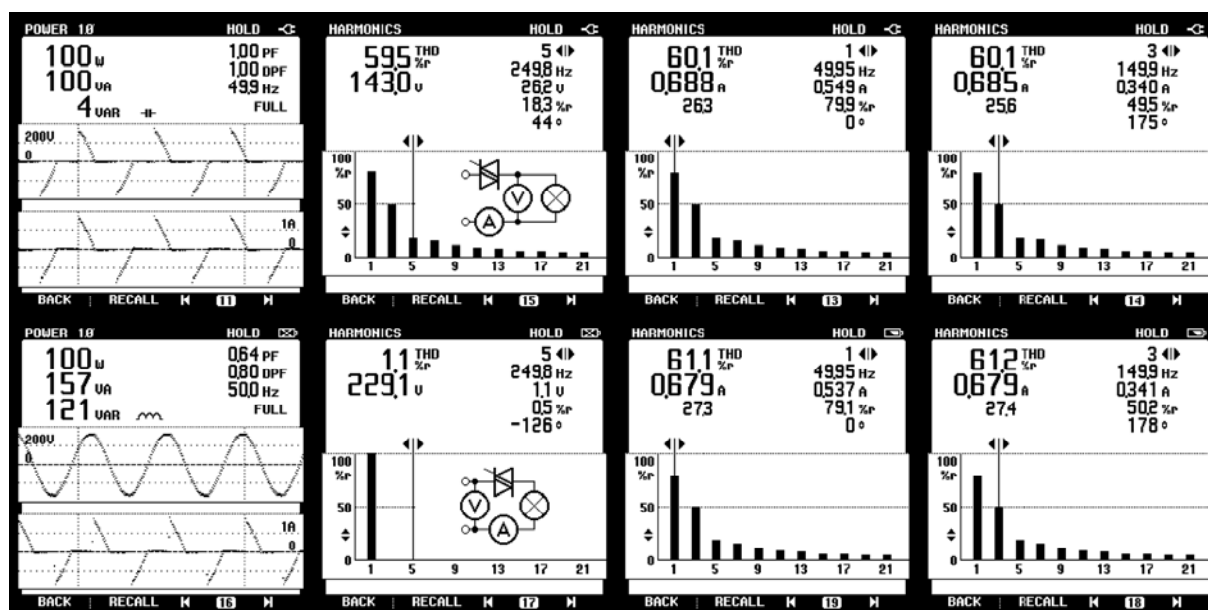 POWER 1.0 HOLD
100 W 1,00 PF
100 VA 1,00 DPF
4 VAR 49,9 Hz
FULL
200V
0
1A
0
BACK RECALL 11
HARMONICS HOLD
59,5 THD %r 5
143,0 V 249,8 Hz
26,2 V
18,3 %r
44 °
100
%r
50
0
V
A
1 5 9 13 17 21
BACK RECALL 15
HARMONICS HOLD
60,1 THD %r 1
0,688 A 49,95 Hz
26,3 0,549 A
79,9 %r
0 °
100
%r
50
0
1 5 9 13 17 21
BACK RECALL 13
HARMONICS HOLD
60,1 THD %r 3
0,685 A 149,9 Hz
25,6 0,340 A
49,5 %r
175 °
100
%r
50
0
1 5 9 13 17 21
BACK RECALL 14
POWER 1.0 HOLD
100 W 0,64 PF
157 VA 0,80 DPF
121 VAR 50,0 Hz
FULL
200V
0
1A
0
BACK RECALL 16
HARMONICS HOLD
1,1 THD %r 5
229,1 V 249,8 Hz
1,1 V
0,5 %r
-126 °
100
%r
50
0
V
A
1 5 9 13 17 21
BACK RECALL 17
HARMONICS HOLD
61,1 THD %r 1
0,679 A 49,95 Hz
27,3 0,537 A
79,1 %r
0 °
100
%r
50
0
1 5 9 13 17 21
BACK RECALL 19
HARMONICS HOLD
61,2 THD %r 3
0,679 A 149,9 Hz
27,4 0,341 A
50,2 %r
178 °
100
%r
50
0
1 5 9 13 17 21
BACK RECALL 18